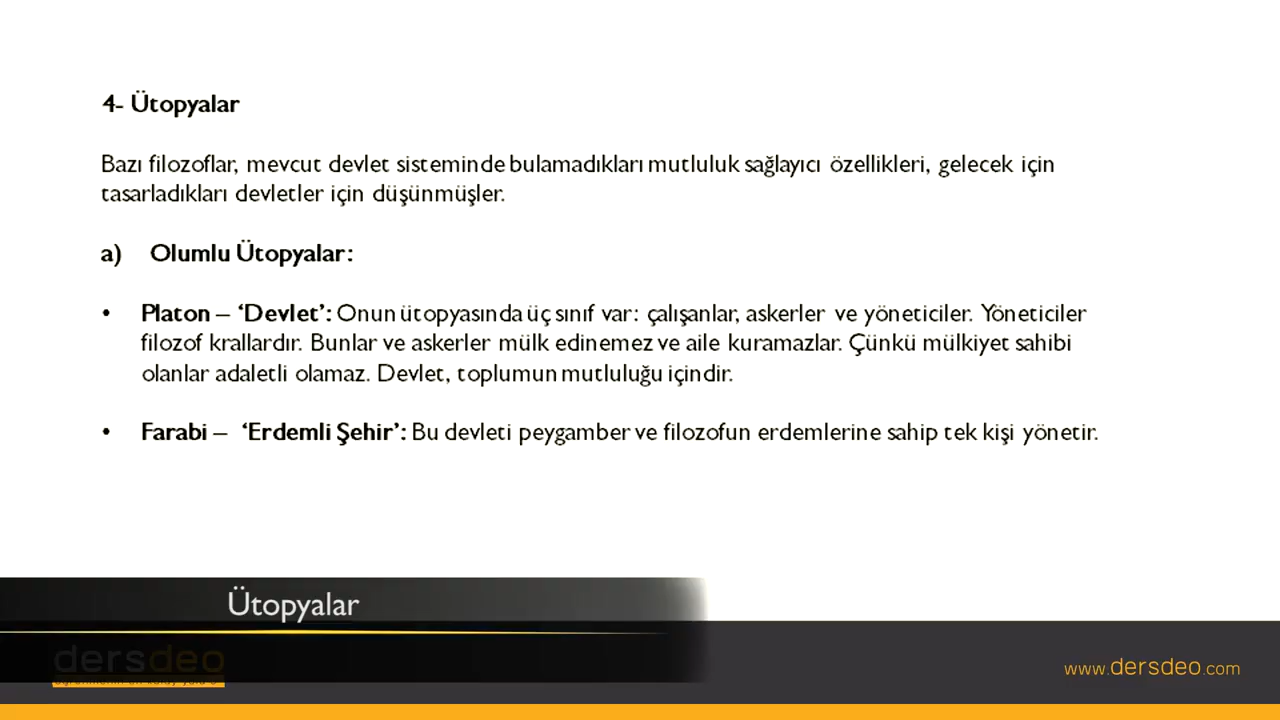 4- Ütopyalar
Bazı filozoflar, mevcut devlet sisteminde bulamadıkları mutluluk sağlayıcı özellikleri, gelecek için
tasarladıkları devletler için düşünmüşler.
a) Olumlu Ütopyalar:
• Platon – ‘Devlet’: Onun ütopyasında üç sınıf var: çalışanlar, askerler ve yöneticiler. Yöneticiler
filozof krallardır. Bunlar ve askerler mülk edinemez ve aile kuramazlar. Çünkü mülkiyet sahibi
olanlar adaletli olamaz. Devlet, toplumun mutluluğu içindir.
• Farabi – ‘Erdemli Şehir’: Bu devleti peygamber ve filozofun erdemlerine sahip tek kişi yönetir.
Ütopyalar
dersdeo
www.dersdeo.com